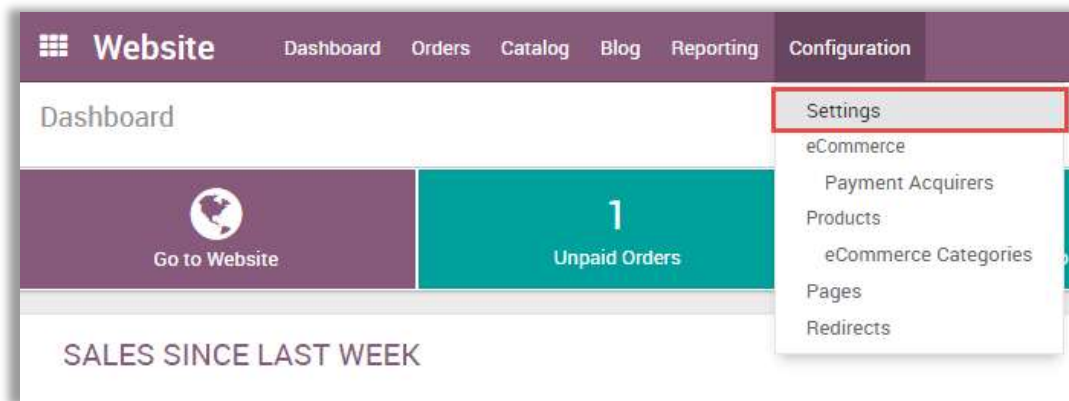 Website Dashboard Orders Catalog Blog Reporting Configuration
Dashboard
Settings
eCommerce
Payment Acquirers
Products
eCommerce Categories
Pages
Redirects
Go to Website
1
Unpaid Orders
SALES SINCE LAST WEEK